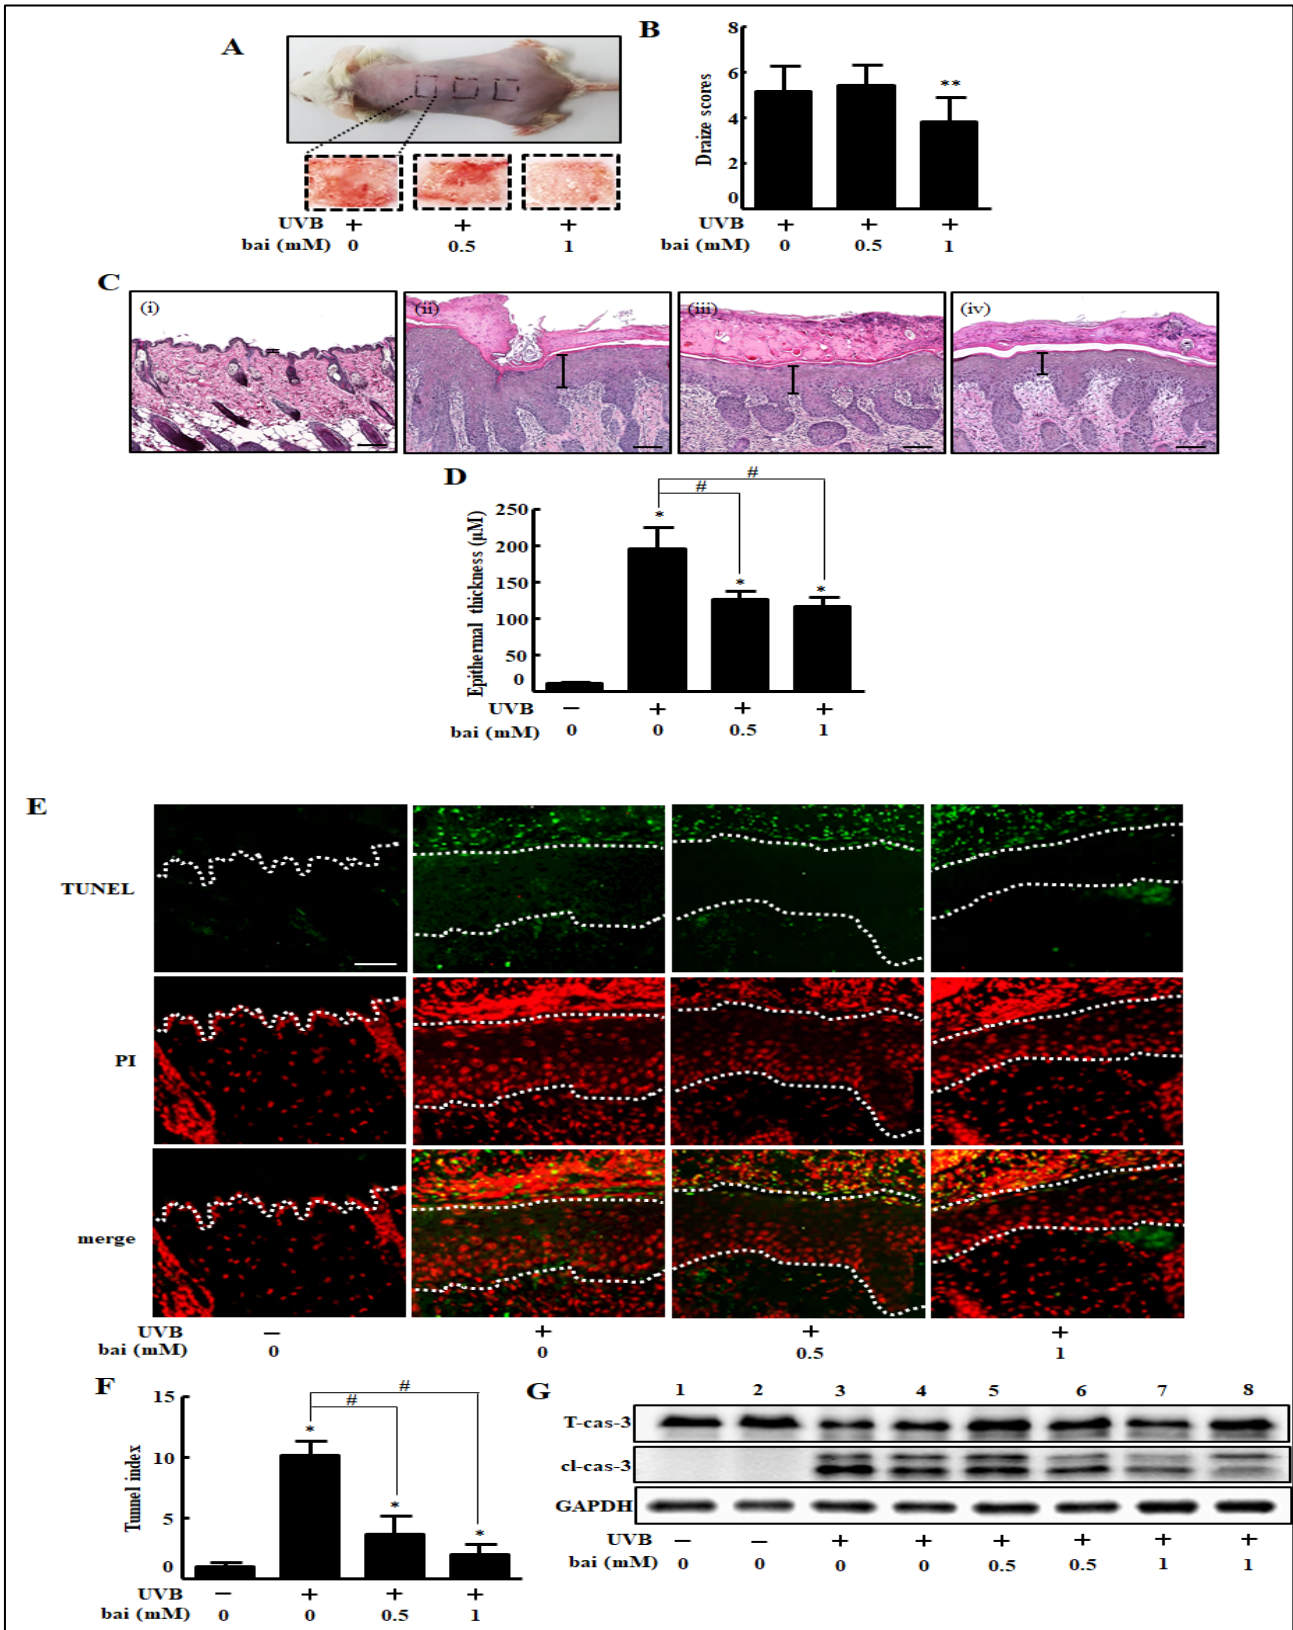 A
UVB + + +
bai (mM) 0 0.5 1
B
Draize scores
8
6
4
2
0
**
UVB + + +
bai (mM) 0 0.5 1
C
(i) (ii) (iii) (iv)
D
Epithermal thickness (μM)
250
200
150
100
50
0
#
#
* * *
UVB − + + +
bai (mM) 0 0 0.5 1
E
TUNEL
PI
merge
UVB − + + +
bai (mM) 0 0 0.5 1
F
Tunnel index
15
10
5
0
#
#
* * *
UVB − + + +
bai (mM) 0 0 0.5 1
G
1 2 3 4 5 6 7 8
T-cas-3
cl-cas-3
GAPDH
UVB − − + + + + + +
bai (mM) 0 0 0 0 0.5 0.5 1 1